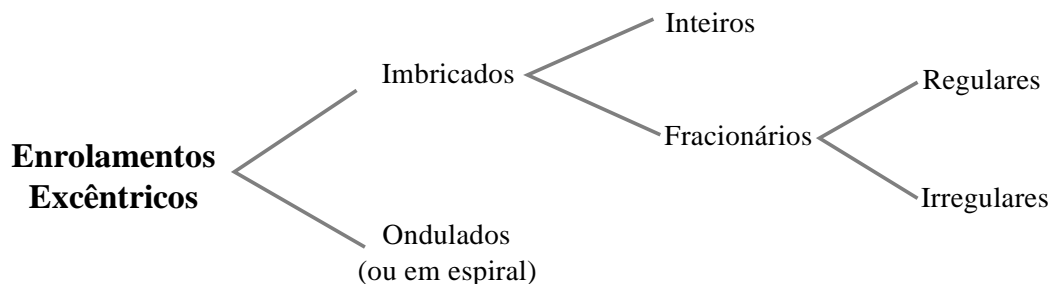 Enrolamentos
Excêntricos
Imbricados
Inteiros
Fracionários
Regulares
Irregulares
Ondulados
(ou em espiral)